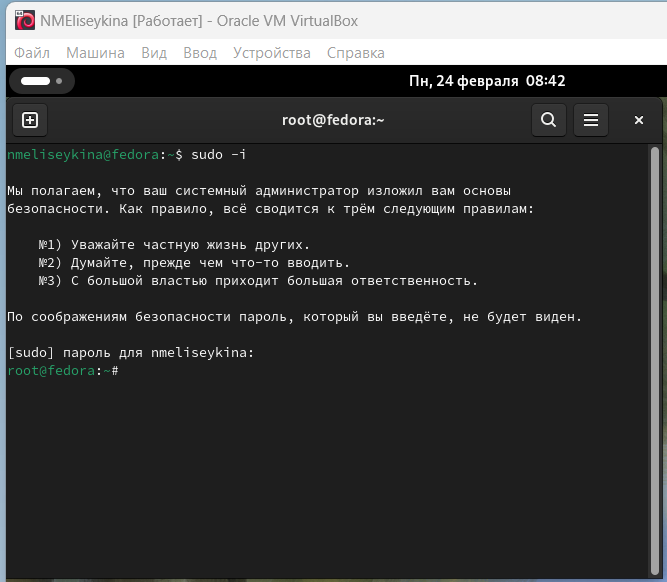 NMEliseykina [Работает] - Oracle VM VirtualBox
Файл Машина Вид Ввод Устройства Справка
Пн, 24 февраля 08:42
root@fedora:~
nmeliseykina@fedora:~$ sudo -i
Мы полагаем, что ваш системный администратор изложил вам основы
безопасности. Как правило, всё сводится к трём следующим правилам:
№1) Уважайте частную жизнь других.
№2) Думайте, прежде чем что-то вводить.
№3) С большой властью приходит большая ответственность.
По соображениям безопасности пароль, который вы введёте, не будет виден.
[sudo] пароль для nmeliseykina:
root@fedora:~#